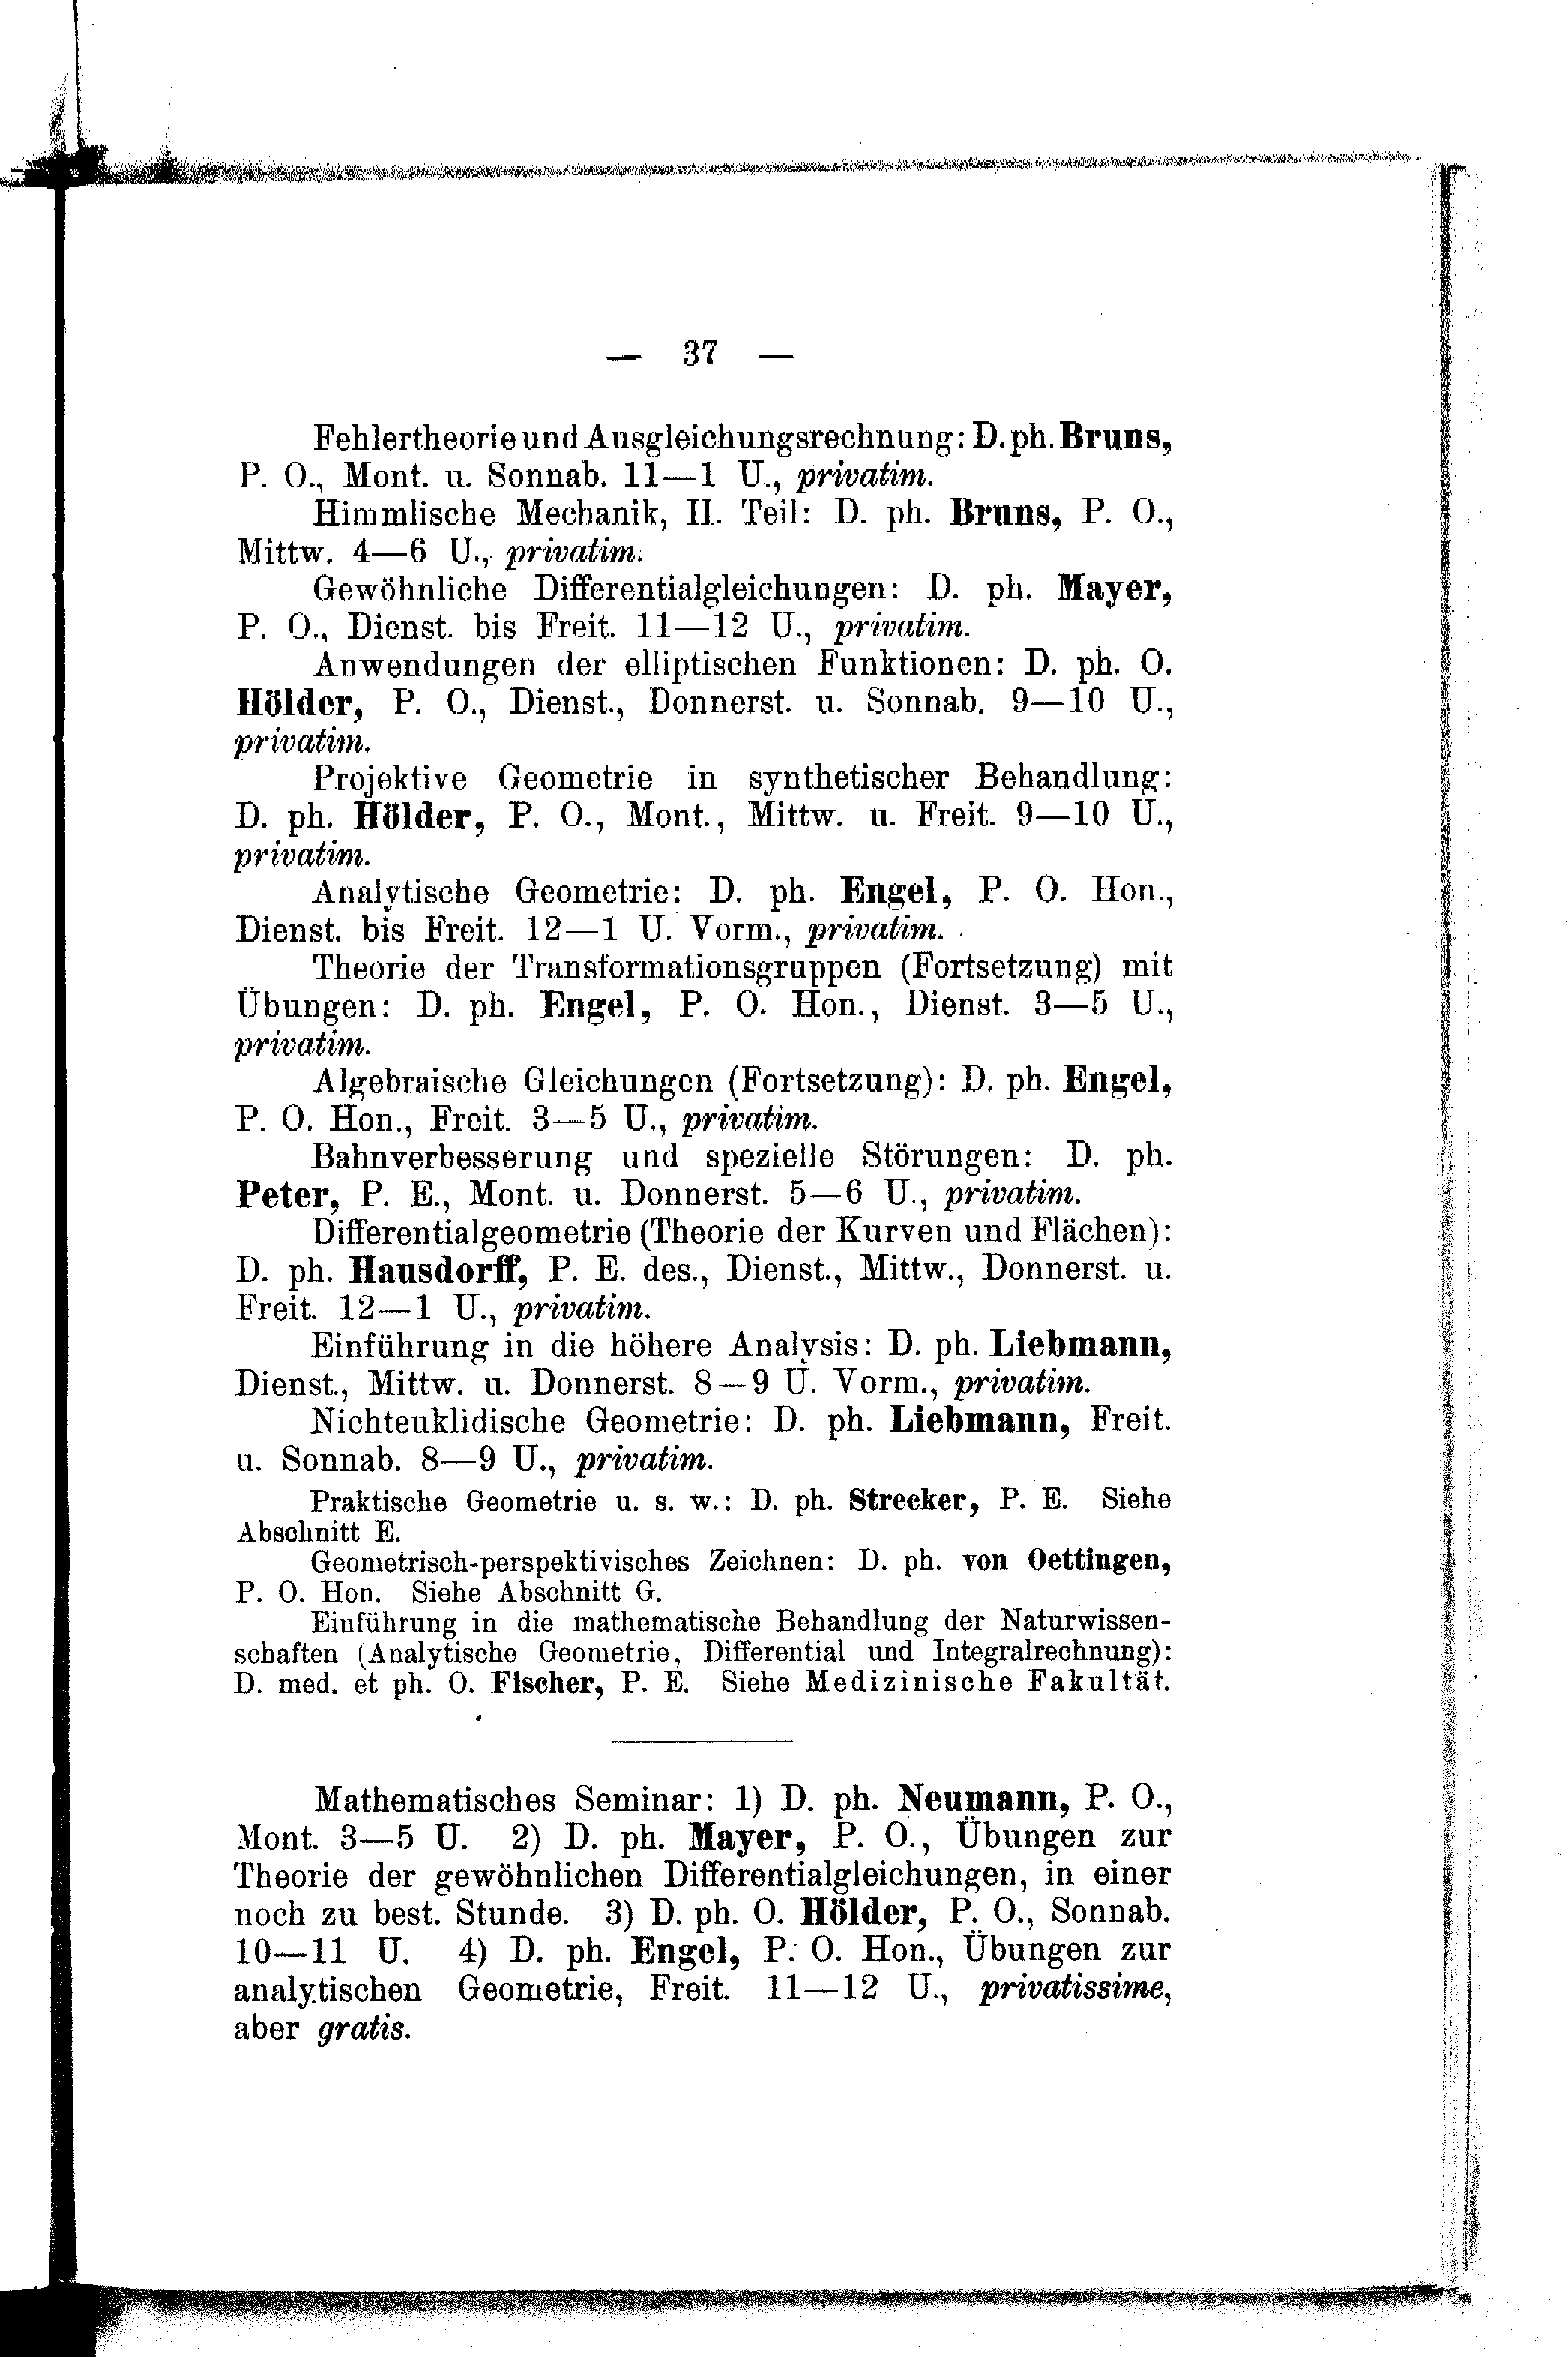 — 37 —
Fehlertheorie und Ausgleichungsrechnung: D. ph. Bruns,
P. O., Mont. u. Sonnab. 11—1 U., privatim.
Himmlische Mechanik, II. Teil: D. ph. Bruns, P. O.,
Mittw. 4—6 U., privatim.
Gewöhnliche Differentialgleichungen: D. ph. Mayer,
P. O., Dienst. bis Freit. 11—12 U., privatim.
Anwendungen der elliptischen Funktionen: D. ph. O.
Hölder, P. O., Dienst., Donnerst. u. Sonnab. 9—10 U.,
privatim.
Projektive Geometrie in synthetischer Behandlung:
D. ph. Hölder, P. O., Mont., Mittw. u. Freit. 9—10 U.,
privatim.
Analytische Geometrie: D. ph. Engel, P. O. Hon.,
Dienst. bis Freit. 12—1 U. Vorm., privatim.
Theorie der Transformationsgruppen (Fortsetzung) mit
Übungen: D. ph. Engel, P. O. Hon., Dienst. 3—5 U.,
privatim.
Algebraische Gleichungen (Fortsetzung): D. ph. Engel,
P. O. Hon., Freit. 3—5 U., privatim.
Bahnverbesserung und spezielle Störungen: D. ph.
Peter, P. E., Mont. u. Donnerst. 5—6 U., privatim.
Differentialgeometrie (Theorie der Kurven und Flächen):
D. ph. Hausdorff, P. E. des., Dienst., Mittw., Donnerst. u.
Freit. 12—1 U., privatim.
Einführung in die höhere Analysis: D. ph. Liebmann,
Dienst., Mittw. u. Donnerst. 8—9 U. Vorm., privatim.
Nichteuklidische Geometrie: D. ph. Liebmann, Freit.
u. Sonnab. 8—9 U., privatim.
Praktische Geometrie u. s. w.: D. ph. Strecker, P. E. Siehe
Abschnitt E.
Geometrisch-perspektivisches Zeichnen: D. ph. von Oettingen,
P. O. Hon. Siehe Abschnitt G.
Einführung in die mathematische Behandlung der Naturwissen-
schaften (Analytische Geometrie, Differential und Integralrechnung):
D. med. et ph. O. Fischer, P. E. Siehe Medizinische Fakultät.
Mathematisches Seminar: 1) D. ph. Neumann, P. O.,
Mont. 3—5 U. 2) D. ph. Mayer, P. O., Übungen zur
Theorie der gewöhnlichen Differentialgleichungen, in einer
noch zu best. Stunde. 3) D. ph. O. Hölder, P. O., Sonnab.
10—11 U. 4) D. ph. Engel, P. O. Hon., Übungen zur
analytischen Geometrie, Freit. 11—12 U., privatissime,
aber gratis.